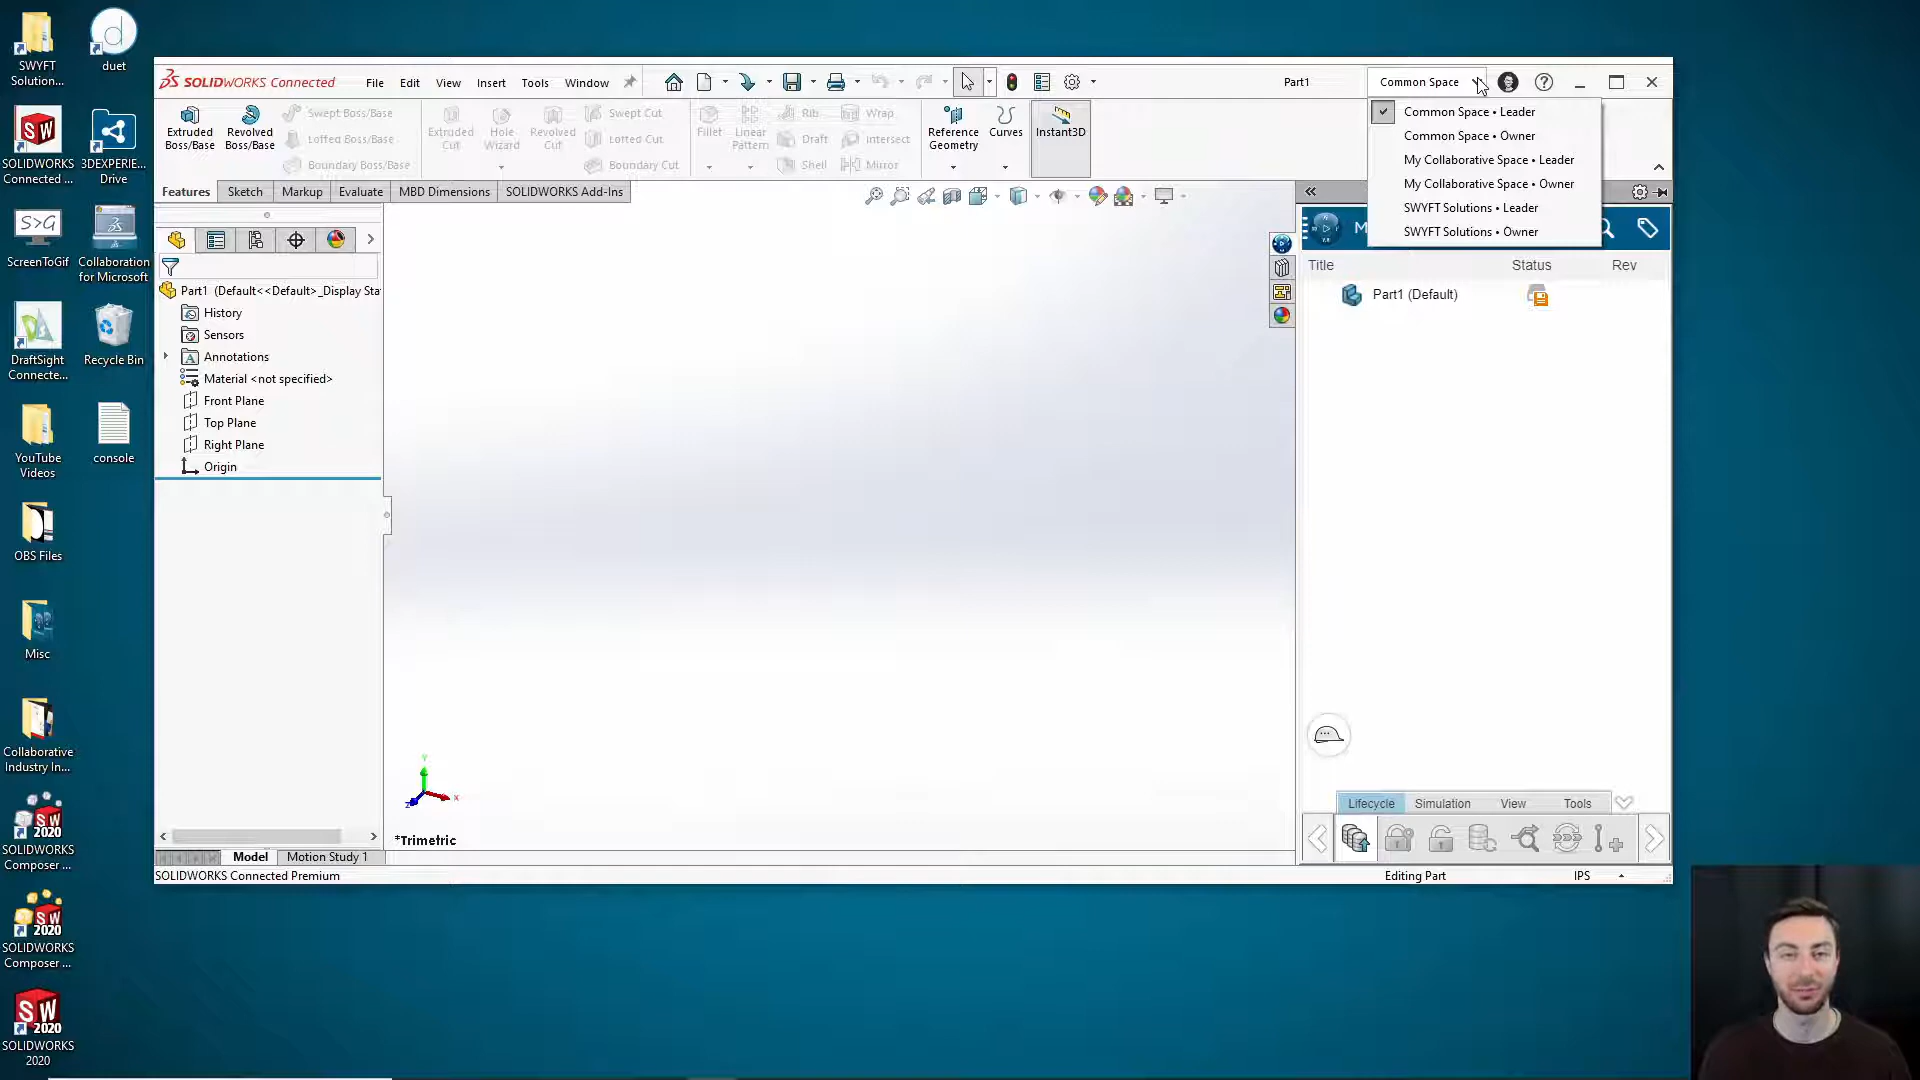 SWYFT
Solution...
duet
SOLIDWORKS
Connected ...
3DEXPERIE...
Drive
S>G
ScreenToGif
Collaboration
for Microsoft
DraftSight
Connecte...
Recycle Bin
YouTube
Videos
console
OBS Files
Misc
Collaborative
Industry In...
SW
2020
SOLIDWORKS
Composer ...
SW
2020
SOLIDWORKS
Composer ...
SW
2020
SOLIDWORKS
2020
SOLIDWORKS Connected
File
Edit
View
Insert
Tools
Window
Part1
Common Space
Extruded
Boss/Base
Revolved
Boss/Base
Swept Boss/Base
Lofted Boss/Base
Boundary Boss/Base
Extruded
Cut
Hole
Wizard
Revolved
Cut
Swept Cut
Lofted Cut
Boundary Cut
Fillet
Linear
Pattern
Rib
Draft
Shell
Wrap
Intersect
Mirror
Reference
Geometry
Curves
Instant3D
Common Space • Leader
Common Space • Owner
My Collaborative Space • Leader
My Collaborative Space • Owner
SWYFT Solutions • Leader
SWYFT Solutions • Owner
Features
Sketch
Markup
Evaluate
MBD Dimensions
SOLIDWORKS Add-Ins
Part1 (Default<<Default>_Display Sta
History
Sensors
Annotations
Material <not specified>
Front Plane
Top Plane
Right Plane
Origin
Y
X
Z
*Trimetric
M
Title
Status
Rev
Part1 (Default)
Lifecycle
Simulation
View
Tools
Model
Motion Study 1
SOLIDWORKS Connected Premium
Editing Part
IPS